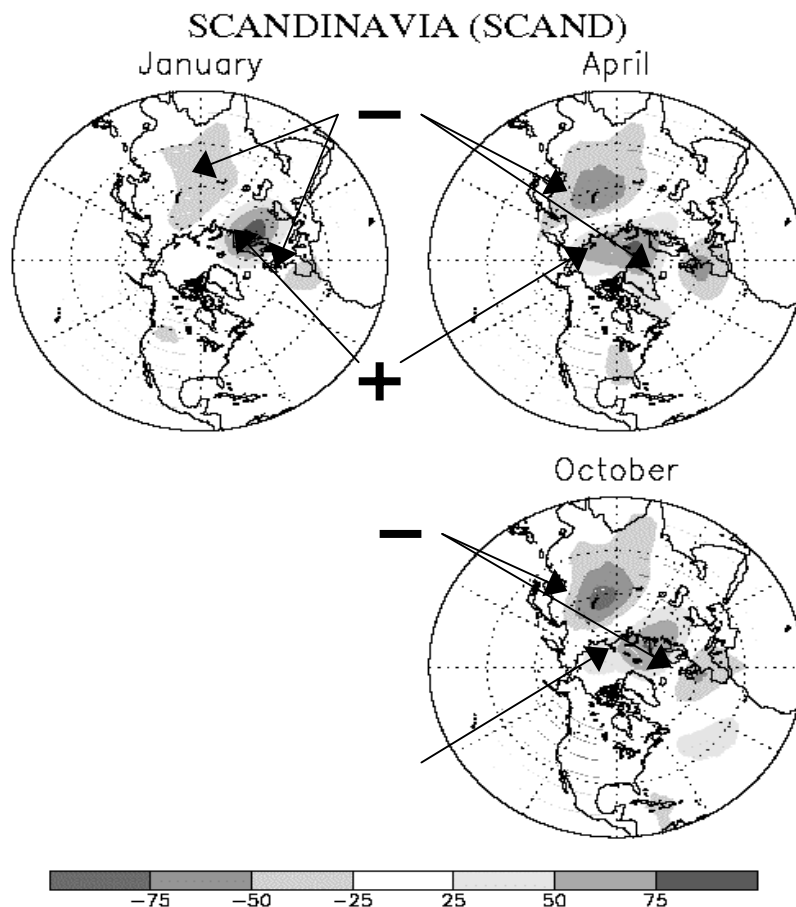 SCANDINAVIA (SCAND)
January
April
−
+
October
−
−75 −50 −25 25 50 75